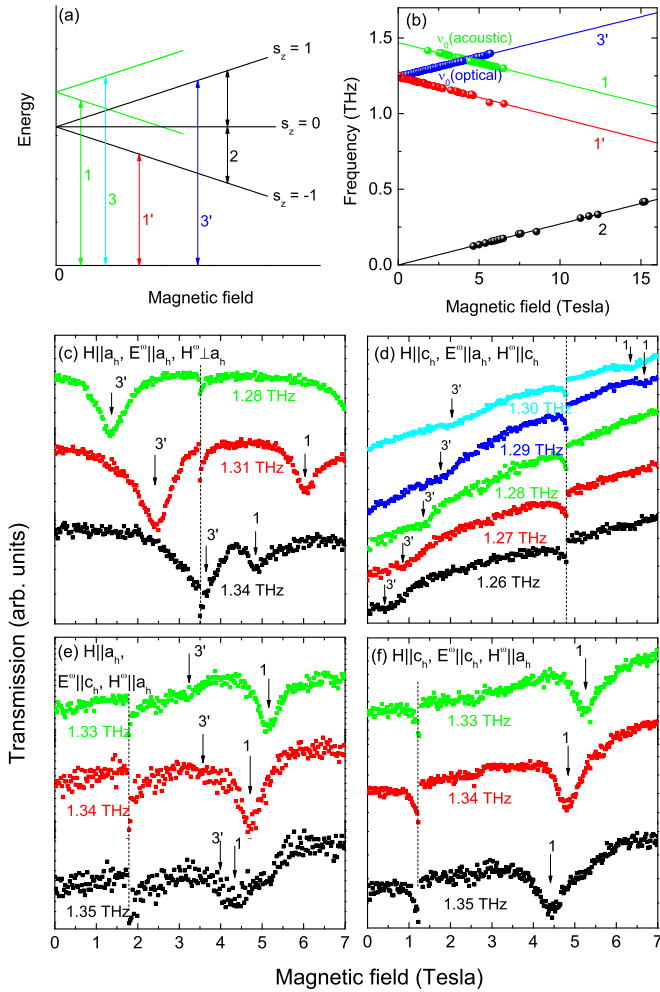 (a)
Energy
s_z = 1
s_z = 0
s_z = -1
1
3
1'
3'
2
0
Magnetic field
(b)
ν₀(acoustic)
ν₀(optical)
3'
1
1'
2
Frequency (THz)
1.5
1.0
0.5
0.0
0 5 10 15
Magnetic field (Tesla)
(c) H||a_h, E^ω||a_h, H^ω⊥a_h
3'
1.28 THz
3'
1
1.31 THz
3'
1
1.34 THz
(d) H||c_h, E^ω||a_h, H^ω||c_h
1
3'
1
1.30 THz
3'
1.29 THz
3'
1.28 THz
3'
1.27 THz
3'
1.26 THz
Transmission (arb. units)
(e) H||a_h,
E^ω||c_h, H^ω||a_h
3'
1
1.33 THz
3'
1
1.34 THz
3'
1
1.35 THz
0 1 2 3 4 5 6 7
(f) H||c_h, E^ω||c_h, H^ω||a_h
1
1.33 THz
1
1.34 THz
1
1.35 THz
0 1 2 3 4 5 6 7
Magnetic field (Tesla)